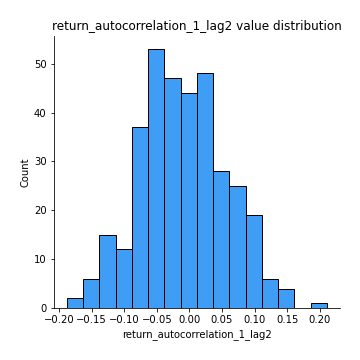 return_autocorrelation_1_lag2 value distribution
50
40
30
20
10
0
Count
−0.20 −0.15 −0.10 −0.05 0.00 0.05 0.10 0.15 0.20
return_autocorrelation_1_lag2